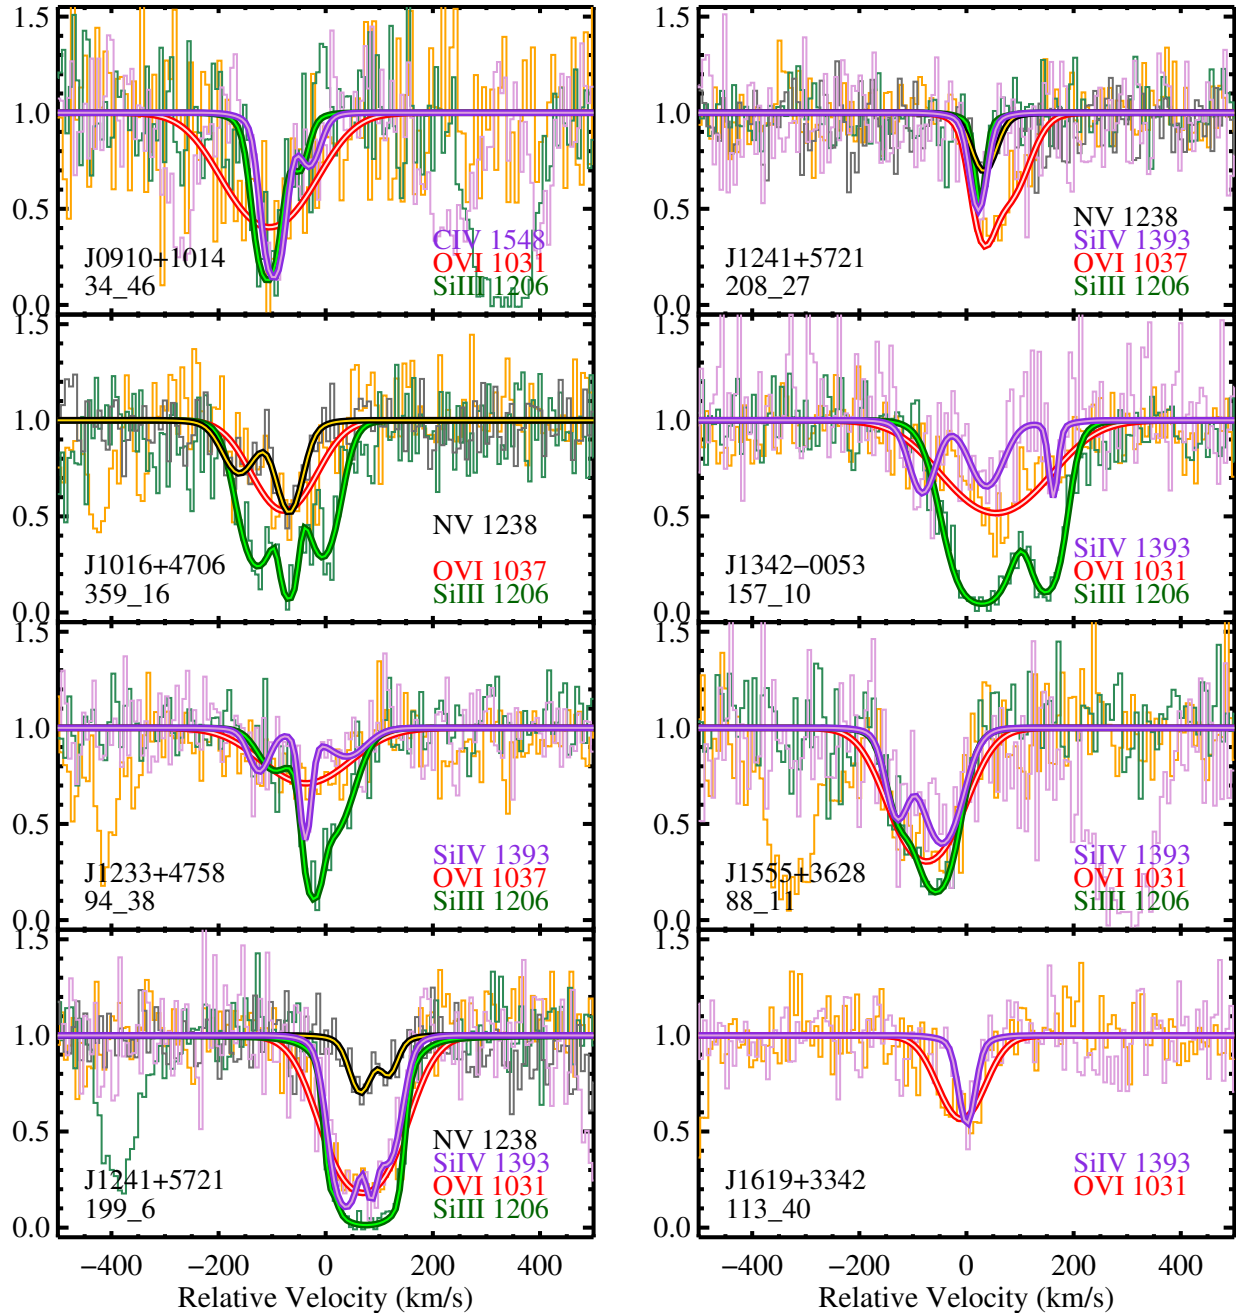 1.5
1.0
0.5
0.0
CIV 1548
J0910+1014
OVI 1031
34_46
SiIII 1206
1.5
1.0
0.5
0.0
NV 1238
J1241+5721
SiIV 1393
OVI 1037
208_27
SiIII 1206
1.5
1.0
0.5
0.0
NV 1238
J1016+4706
OVI 1037
359_16
SiIII 1206
1.5
1.0
0.5
0.0
SiIV 1393
J1342−0053
OVI 1031
157_10
SiIII 1206
1.5
1.0
0.5
0.0
SiIV 1393
J1233+4758
OVI 1037
94_38
SiIII 1206
1.5
1.0
0.5
0.0
SiIV 1393
J1555+3628
OVI 1031
88_11
SiIII 1206
1.5
1.0
0.5
0.0
NV 1238
SiIV 1393
J1241+5721
OVI 1031
199_6
SiIII 1206
−400 −200 0 200 400
Relative Velocity (km/s)
1.5
1.0
0.5
0.0
SiIV 1393
J1619+3342
OVI 1031
113_40
−400 −200 0 200 400
Relative Velocity (km/s)